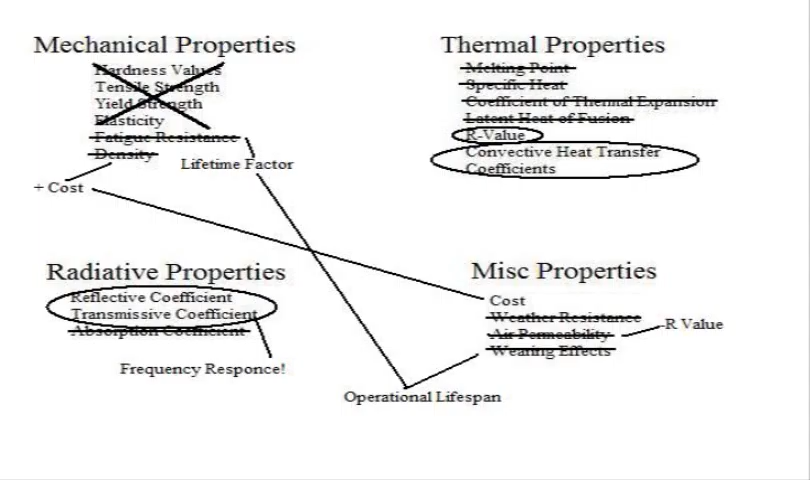 Mechanical Properties
Hardness Values
Tensile Strength
Yield Strength
Elasticity
Fatigue Resistance
Density
Lifetime Factor
+ Cost
Thermal Properties
Melting Point
Specific Heat
Coefficient of Thermal Expansion
Latent Heat of Fusion
R-Value
Convective Heat Transfer
Coefficients
Radiative Properties
Reflective Coefficient
Transmissive Coefficient
Absorption Coefficient
Frequency Responce!
Misc Properties
Cost
Weather Resistance
Air Permeability
Wearing Effects
-R Value
Operational Lifespan